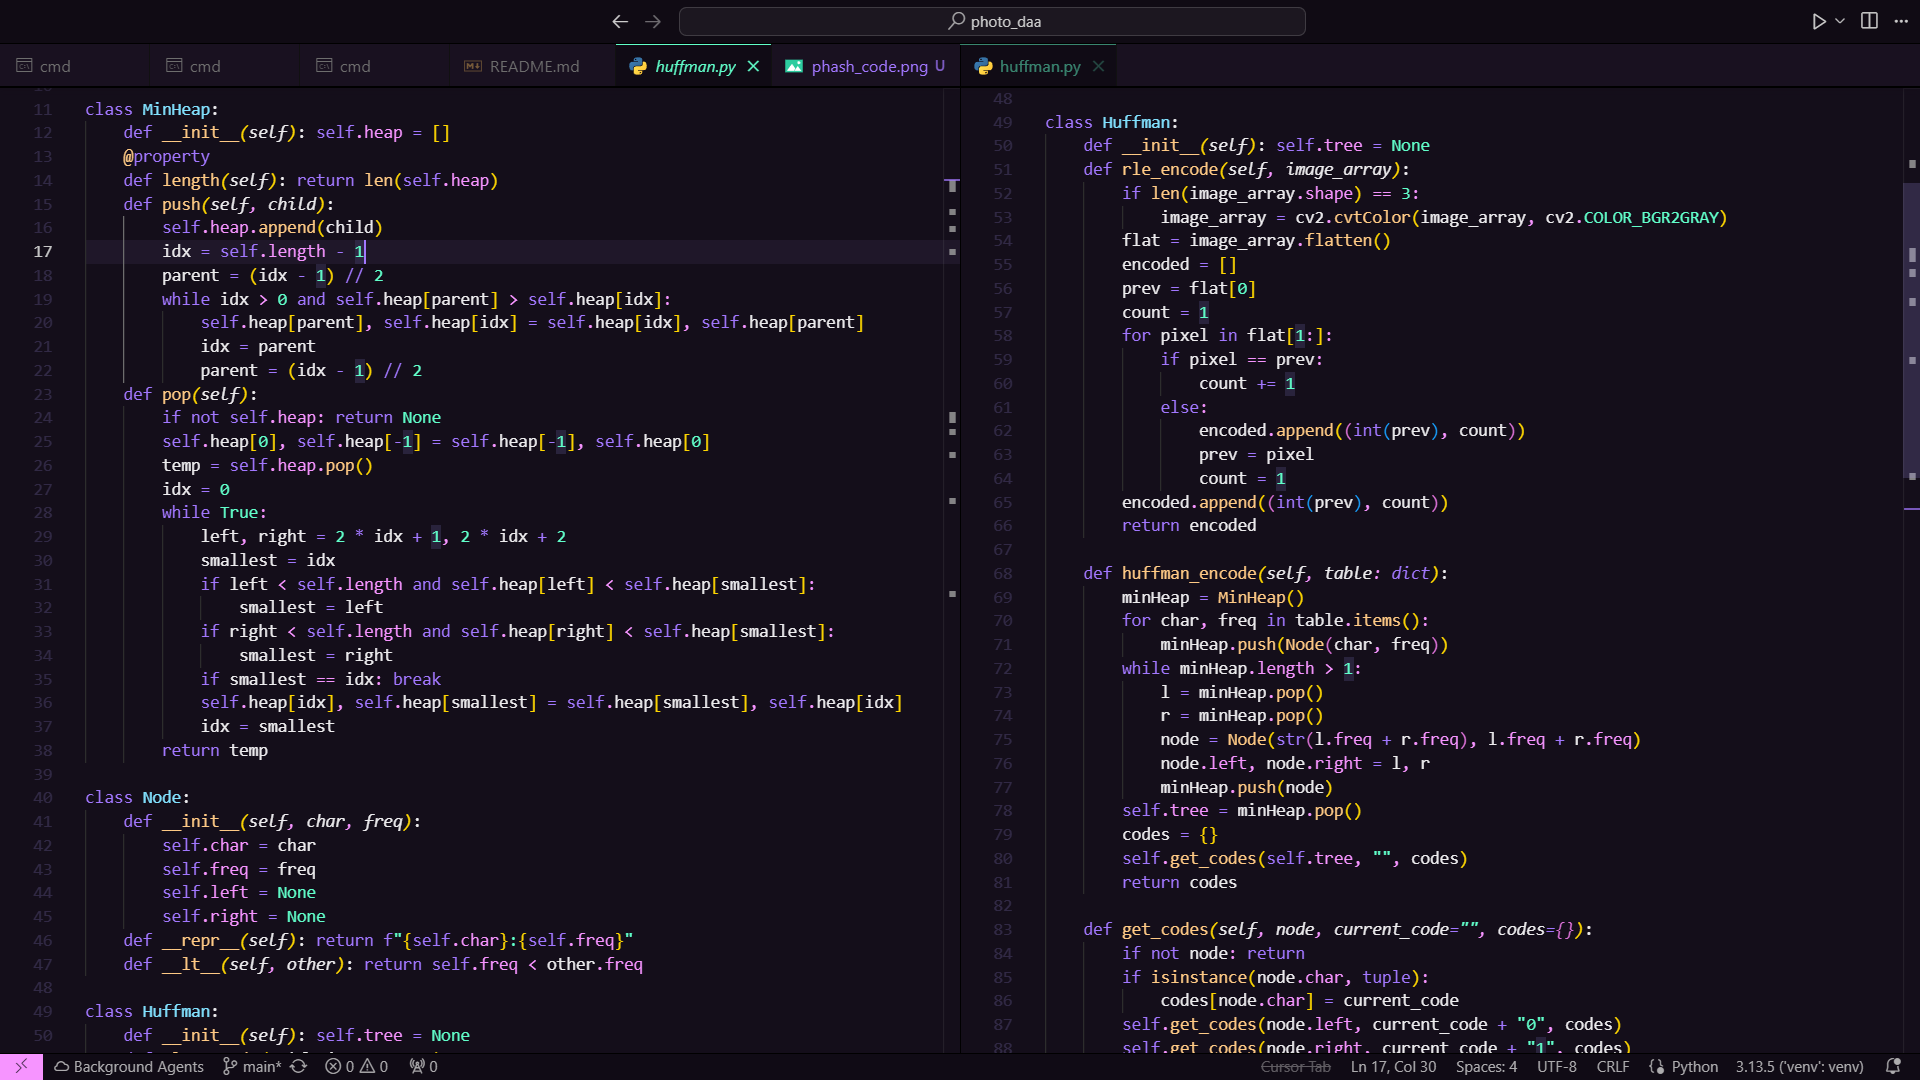 photo_daa
cmd
cmd
cmd
README.md
huffman.py
phash_code.png U
huffman.py
11 class MinHeap:
12 def __init__(self): self.heap = []
13 @property
14 def length(self): return len(self.heap)
15 def push(self, child):
16 self.heap.append(child)
17 idx = self.length - 1
18 parent = (idx - 1) // 2
19 while idx > 0 and self.heap[parent] > self.heap[idx]:
20 self.heap[parent], self.heap[idx] = self.heap[idx], self.heap[parent]
21 idx = parent
22 parent = (idx - 1) // 2
23 def pop(self):
24 if not self.heap: return None
25 self.heap[0], self.heap[-1] = self.heap[-1], self.heap[0]
26 temp = self.heap.pop()
27 idx = 0
28 while True:
29 left, right = 2 * idx + 1, 2 * idx + 2
30 smallest = idx
31 if left < self.length and self.heap[left] < self.heap[smallest]:
32 smallest = left
33 if right < self.length and self.heap[right] < self.heap[smallest]:
34 smallest = right
35 if smallest == idx: break
36 self.heap[idx], self.heap[smallest] = self.heap[smallest], self.heap[idx]
37 idx = smallest
38 return temp
39
40 class Node:
41 def __init__(self, char, freq):
42 self.char = char
43 self.freq = freq
44 self.left = None
45 self.right = None
46 def __repr__(self): return f"{self.char}:{self.freq}"
47 def __lt__(self, other): return self.freq < other.freq
48
49 class Huffman:
50 def __init__(self): self.tree = None
48
49 class Huffman:
50 def __init__(self): self.tree = None
51 def rle_encode(self, image_array):
52 if len(image_array.shape) == 3:
53 image_array = cv2.cvtColor(image_array, cv2.COLOR_BGR2GRAY)
54 flat = image_array.flatten()
55 encoded = []
56 prev = flat[0]
57 count = 1
58 for pixel in flat[1:]:
59 if pixel == prev:
60 count += 1
61 else:
62 encoded.append((int(prev), count))
63 prev = pixel
64 count = 1
65 encoded.append((int(prev), count))
66 return encoded
67
68 def huffman_encode(self, table: dict):
69 minHeap = MinHeap()
70 for char, freq in table.items():
71 minHeap.push(Node(char, freq))
72 while minHeap.length > 1:
73 l = minHeap.pop()
74 r = minHeap.pop()
75 node = Node(str(l.freq + r.freq), l.freq + r.freq)
76 node.left, node.right = l, r
77 minHeap.push(node)
78 self.tree = minHeap.pop()
79 codes = {}
80 self.get_codes(self.tree, "", codes)
81 return codes
82
83 def get_codes(self, node, current_code="", codes={}):
84 if not node: return
85 if isinstance(node.char, tuple):
86 codes[node.char] = current_code
87 self.get_codes(node.left, current_code + "0", codes)
88 self.get_codes(node.right, current_code + "1", codes)
Background Agents main* 0 0 0 Cursor Tab Ln 17, Col 30 Spaces: 4 UTF-8 CRLF Python 3.13.5 ('venv': venv)